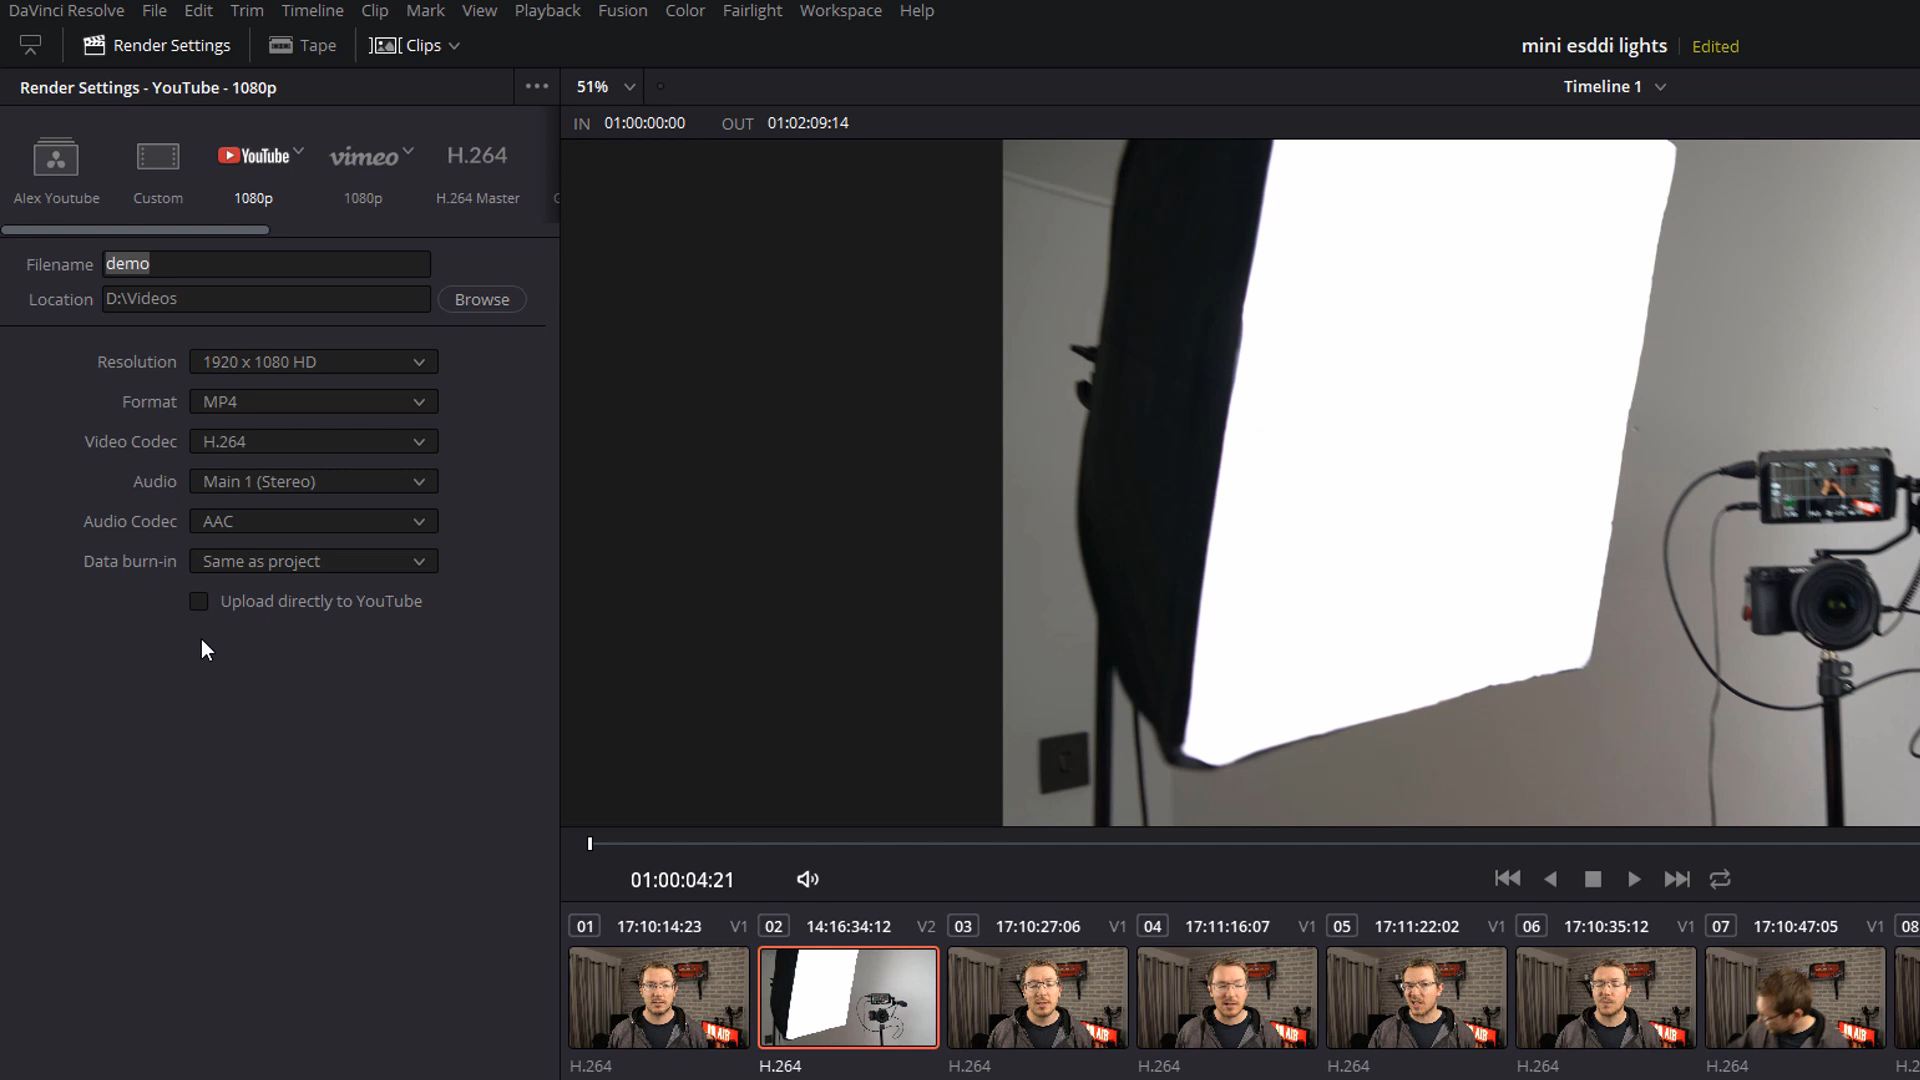 DaVinci Resolve File Edit Trim Timeline Clip Mark View Playback Fusion Color Fairlight Workspace Help
Render Settings Tape Clips mini esddi lights Edited
Render Settings - YouTube - 1080p 51% Timeline 1
IN 01:00:00:00 OUT 01:02:09:14
YouTube vimeo H.264
Alex Youtube Custom 1080p 1080p H.264 Master
Filename demo
Location D:\Videos Browse
Resolution 1920 x 1080 HD
Format MP4
Video Codec H.264
Audio Main 1 (Stereo)
Audio Codec AAC
Data burn-in Same as project
Upload directly to YouTube
01:00:04:21
01 17:10:14:23 V1 02 14:16:34:12 V2 03 17:10:27:06 V1 04 17:11:16:07 V1 05 17:11:22:02 V1 06 17:10:35:12 V1 07 17:10:47:05 V1 08
H.264 H.264 H.264 H.264 H.264 H.264 H.264 H.2